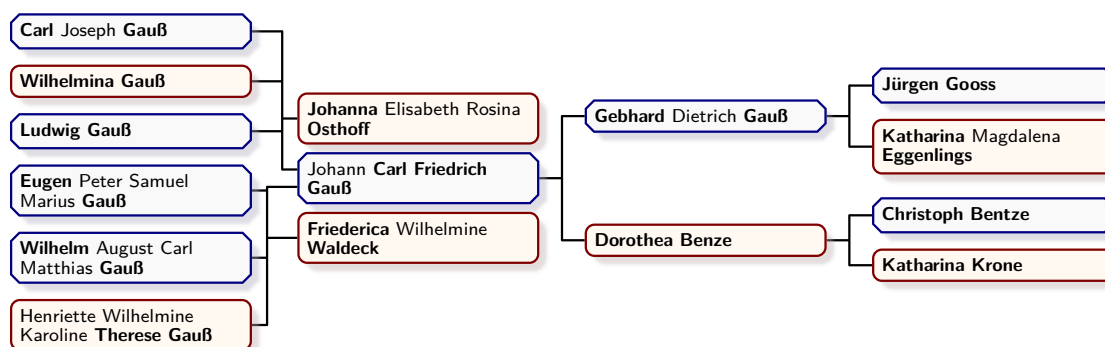 Carl Joseph Gauß
Wilhelmina Gauß
Ludwig Gauß
Eugen Peter Samuel
Marius Gauß
Wilhelm August Carl
Matthias Gauß
Henriette Wilhelmine
Karoline Therese Gauß
Johanna Elisabeth Rosina
Osthoff
Johann Carl Friedrich
Gauß
Friederica Wilhelmine
Waldeck
Gebhard Dietrich Gauß
Dorothea Benze
Jürgen Gooss
Katharina Magdalena
Eggenlings
Christoph Bentze
Katharina Krone